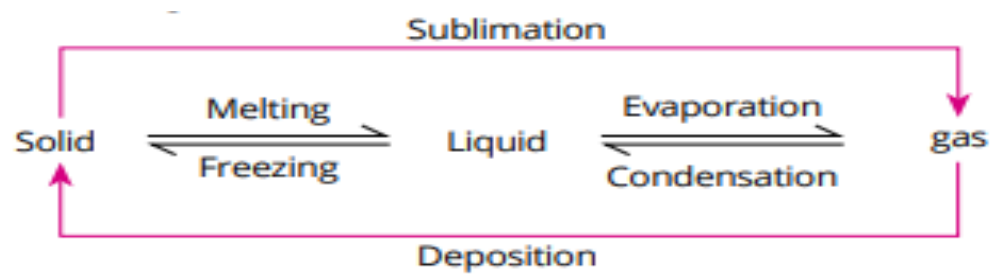 Sublimation
Melting
Evaporation
Solid
Liquid
gas
Freezing
Condensation
Deposition